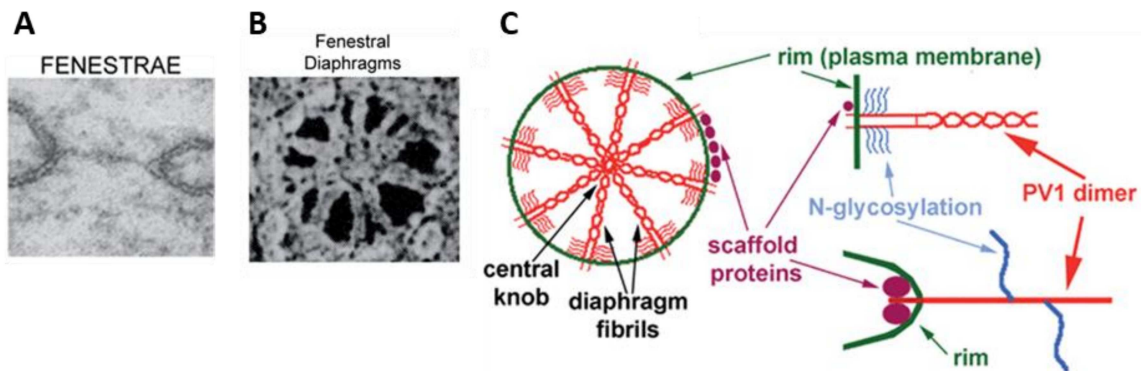 A
B
C
FENESTRAE
Fenestral
Diaphragms
rim (plasma membrane)
N-glycosylation
PV1 dimer
scaffold
proteins
central
knob
diaphragm
fibrils
rim